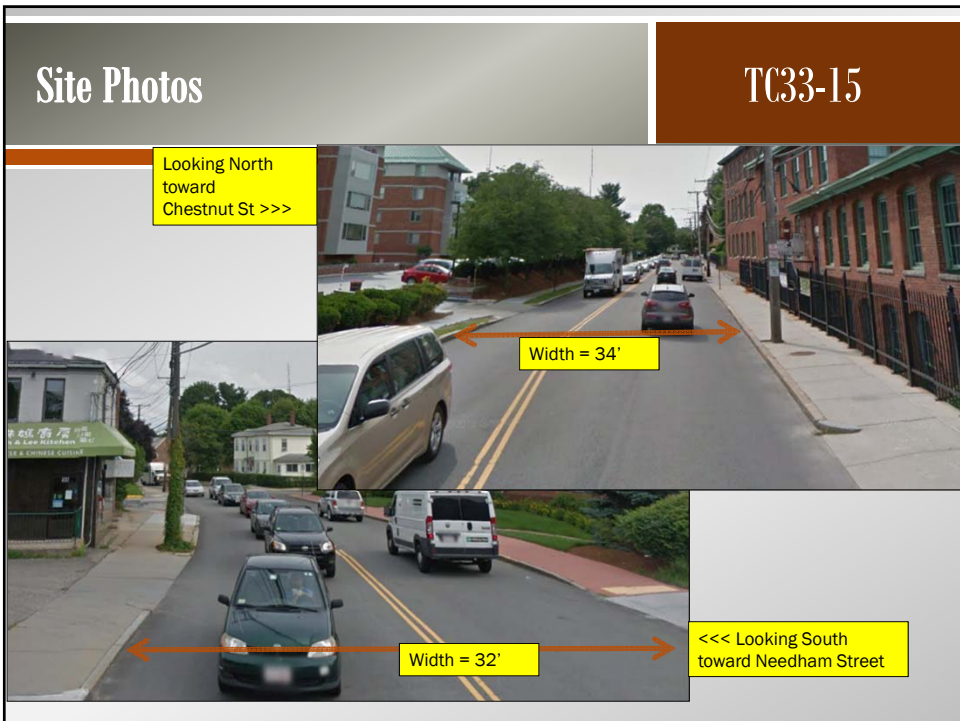 Site Photos
TC33-15
Looking North
toward
Chestnut St >>>
Width = 34’
& Lee Kitchen
& CHINESE CUISINE
Width = 32’
<<< Looking South
toward Needham Street